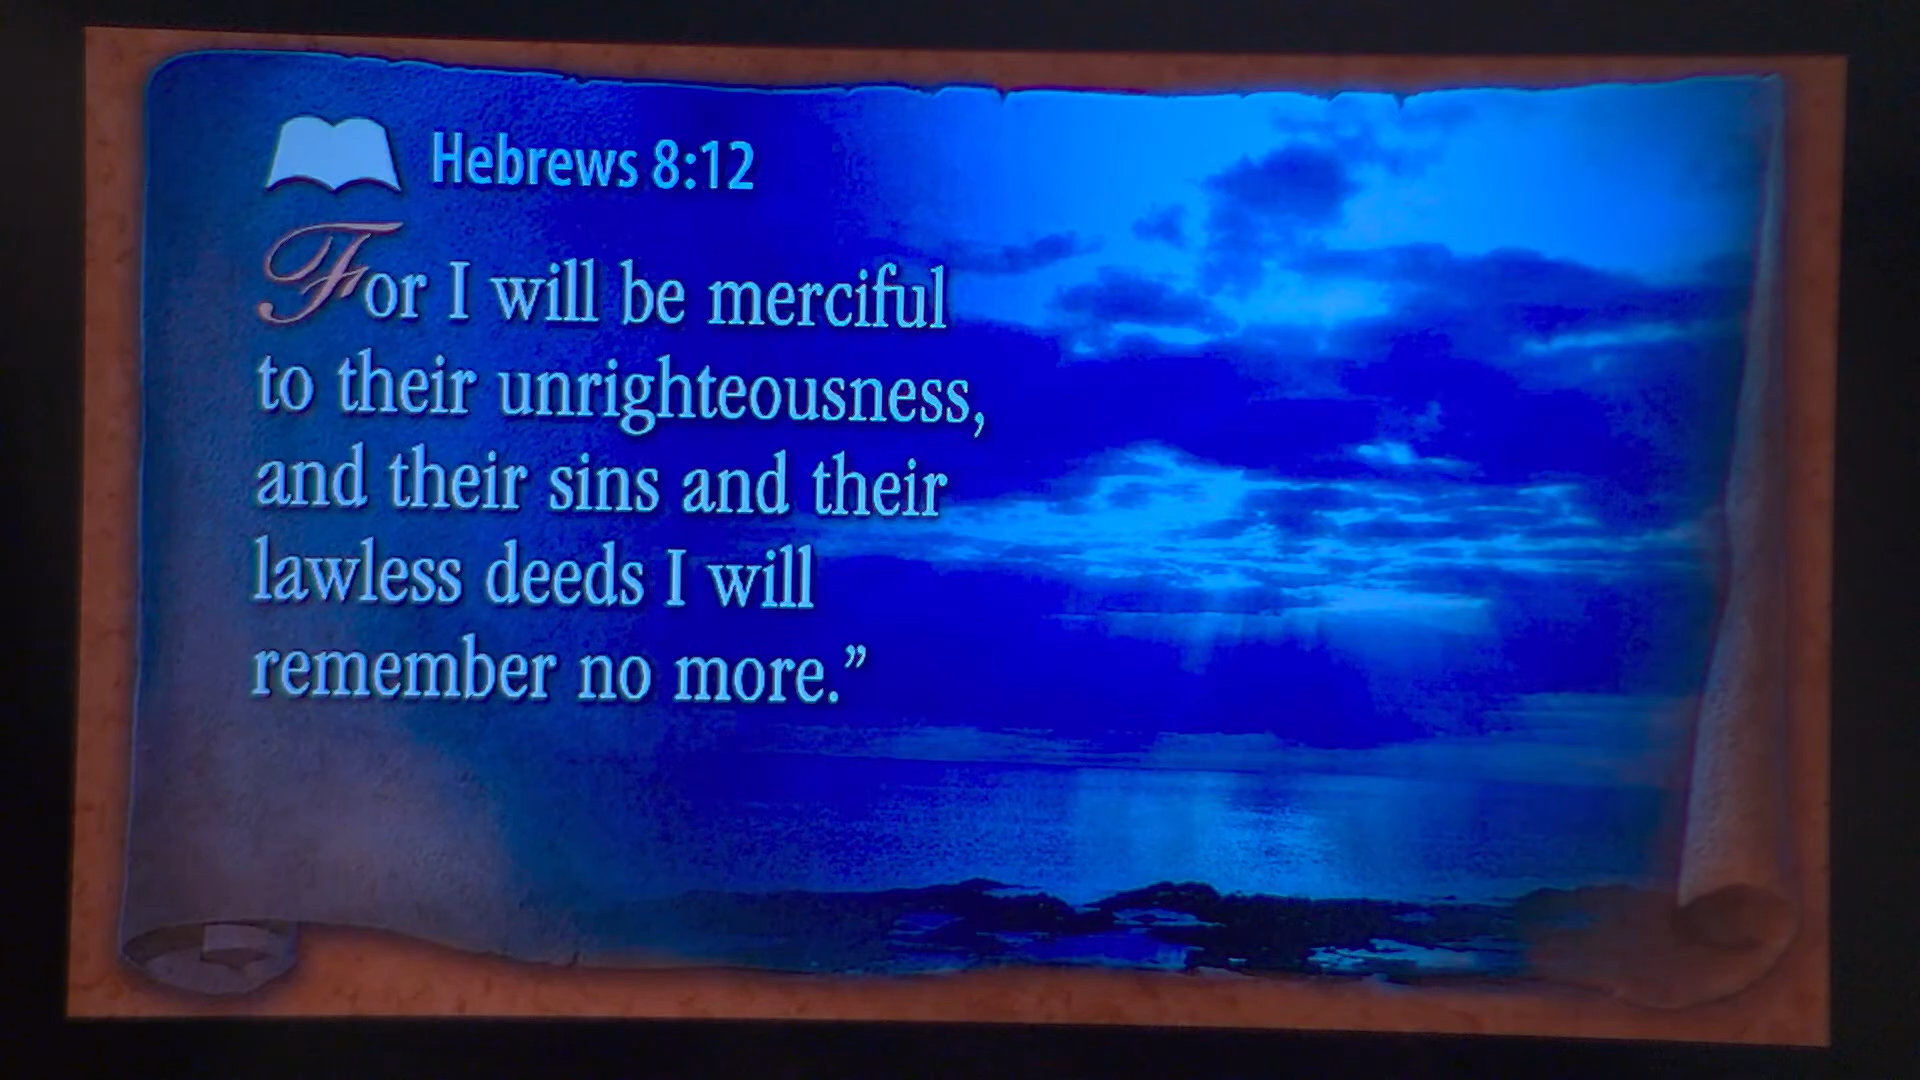 Hebrews 8:12
For I will be merciful
to their unrighteousness,
and their sins and their
lawless deeds I will
remember no more.”